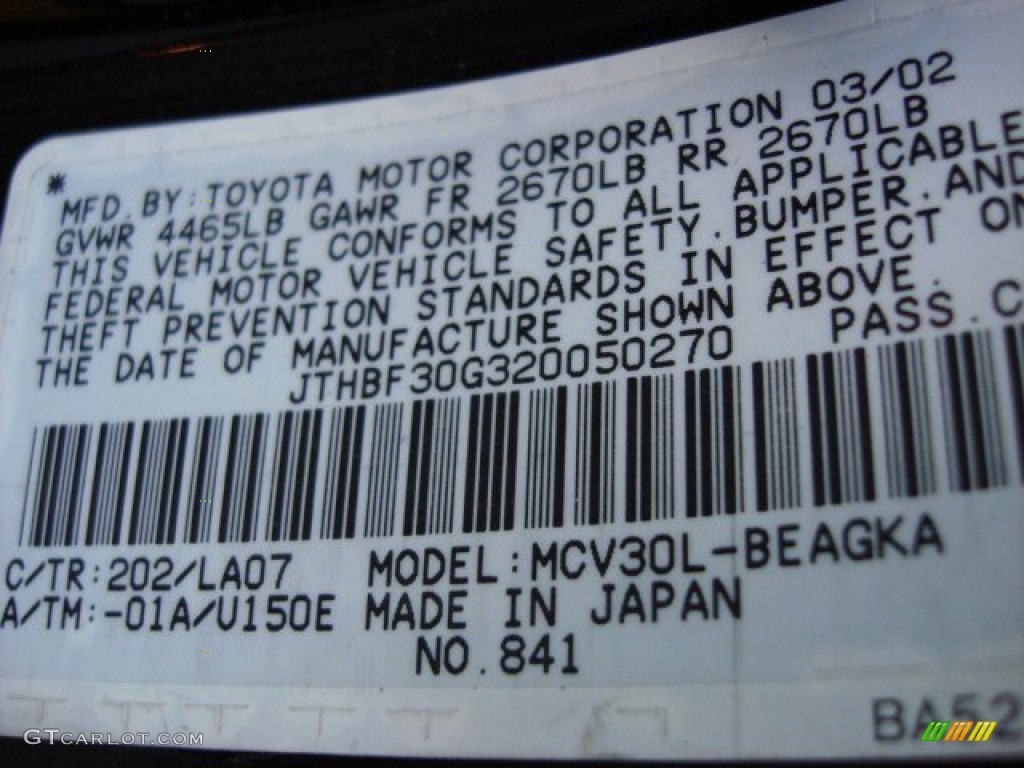 * MFD. BY: TOYOTA MOTOR CORPORATION 03/02
GVWR 4465LB GAWR FR 2670LB RR 2670LB
THIS VEHICLE CONFORMS TO ALL APPLICABLE
FEDERAL MOTOR VEHICLE SAFETY. BUMPER. AND
THEFT PREVENTION STANDARDS IN EFFECT ON
THE DATE OF MANUFACTURE SHOWN ABOVE.
JTHBF30G320050270 PASS. C
C/TR:202/LA07 MODEL:MCV30L-BEAGKA
A/TM:-01A/U150E MADE IN JAPAN
NO. 841
BA52
GTCARLOT.COM